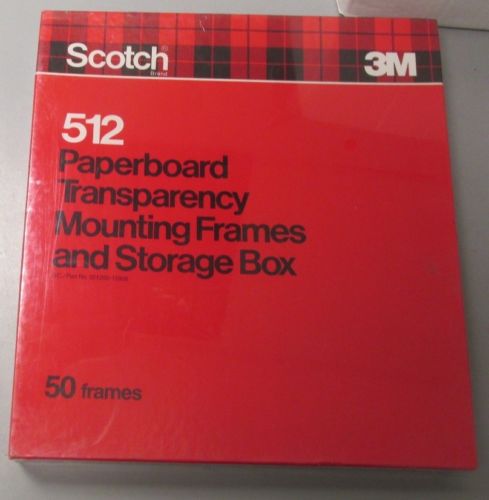 Scotch®
Brand
3M
512
Paperboard
Transparency
Mounting Frames
and Storage Box
50 frames